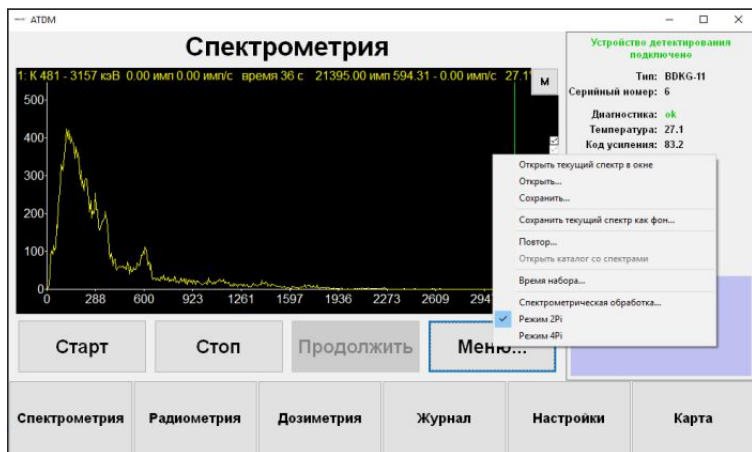 ATDM
Спектрометрия
1: К 481 - 3157 кэВ 0.00 имп 0.00 имп/с время 36 с 21395.00 имп 594.31 - 0.00 имп/с 27.1
М
500
400
300
200
100
0
0 288 600 923 1261 1597 1936 2273 2609 294
Устройство детектирования
подключено
Тип: BDKG-11
Серийный номер: 6
Диагностика: ok
Температура: 27.1
Код усиления: 83.2
Открыть текущий спектр в окне
Открыть...
Сохранить...
Сохранить текущий спектр как фон...
Повтор...
Открыть каталог со спектрами
Время набора...
Спектрометрическая обработка...
Режим 2Pi
Режим 4Pi
Старт
Стоп
Продолжить
Меню...
Спектрометрия
Радиометрия
Дозиметрия
Журнал
Настройки
Карта